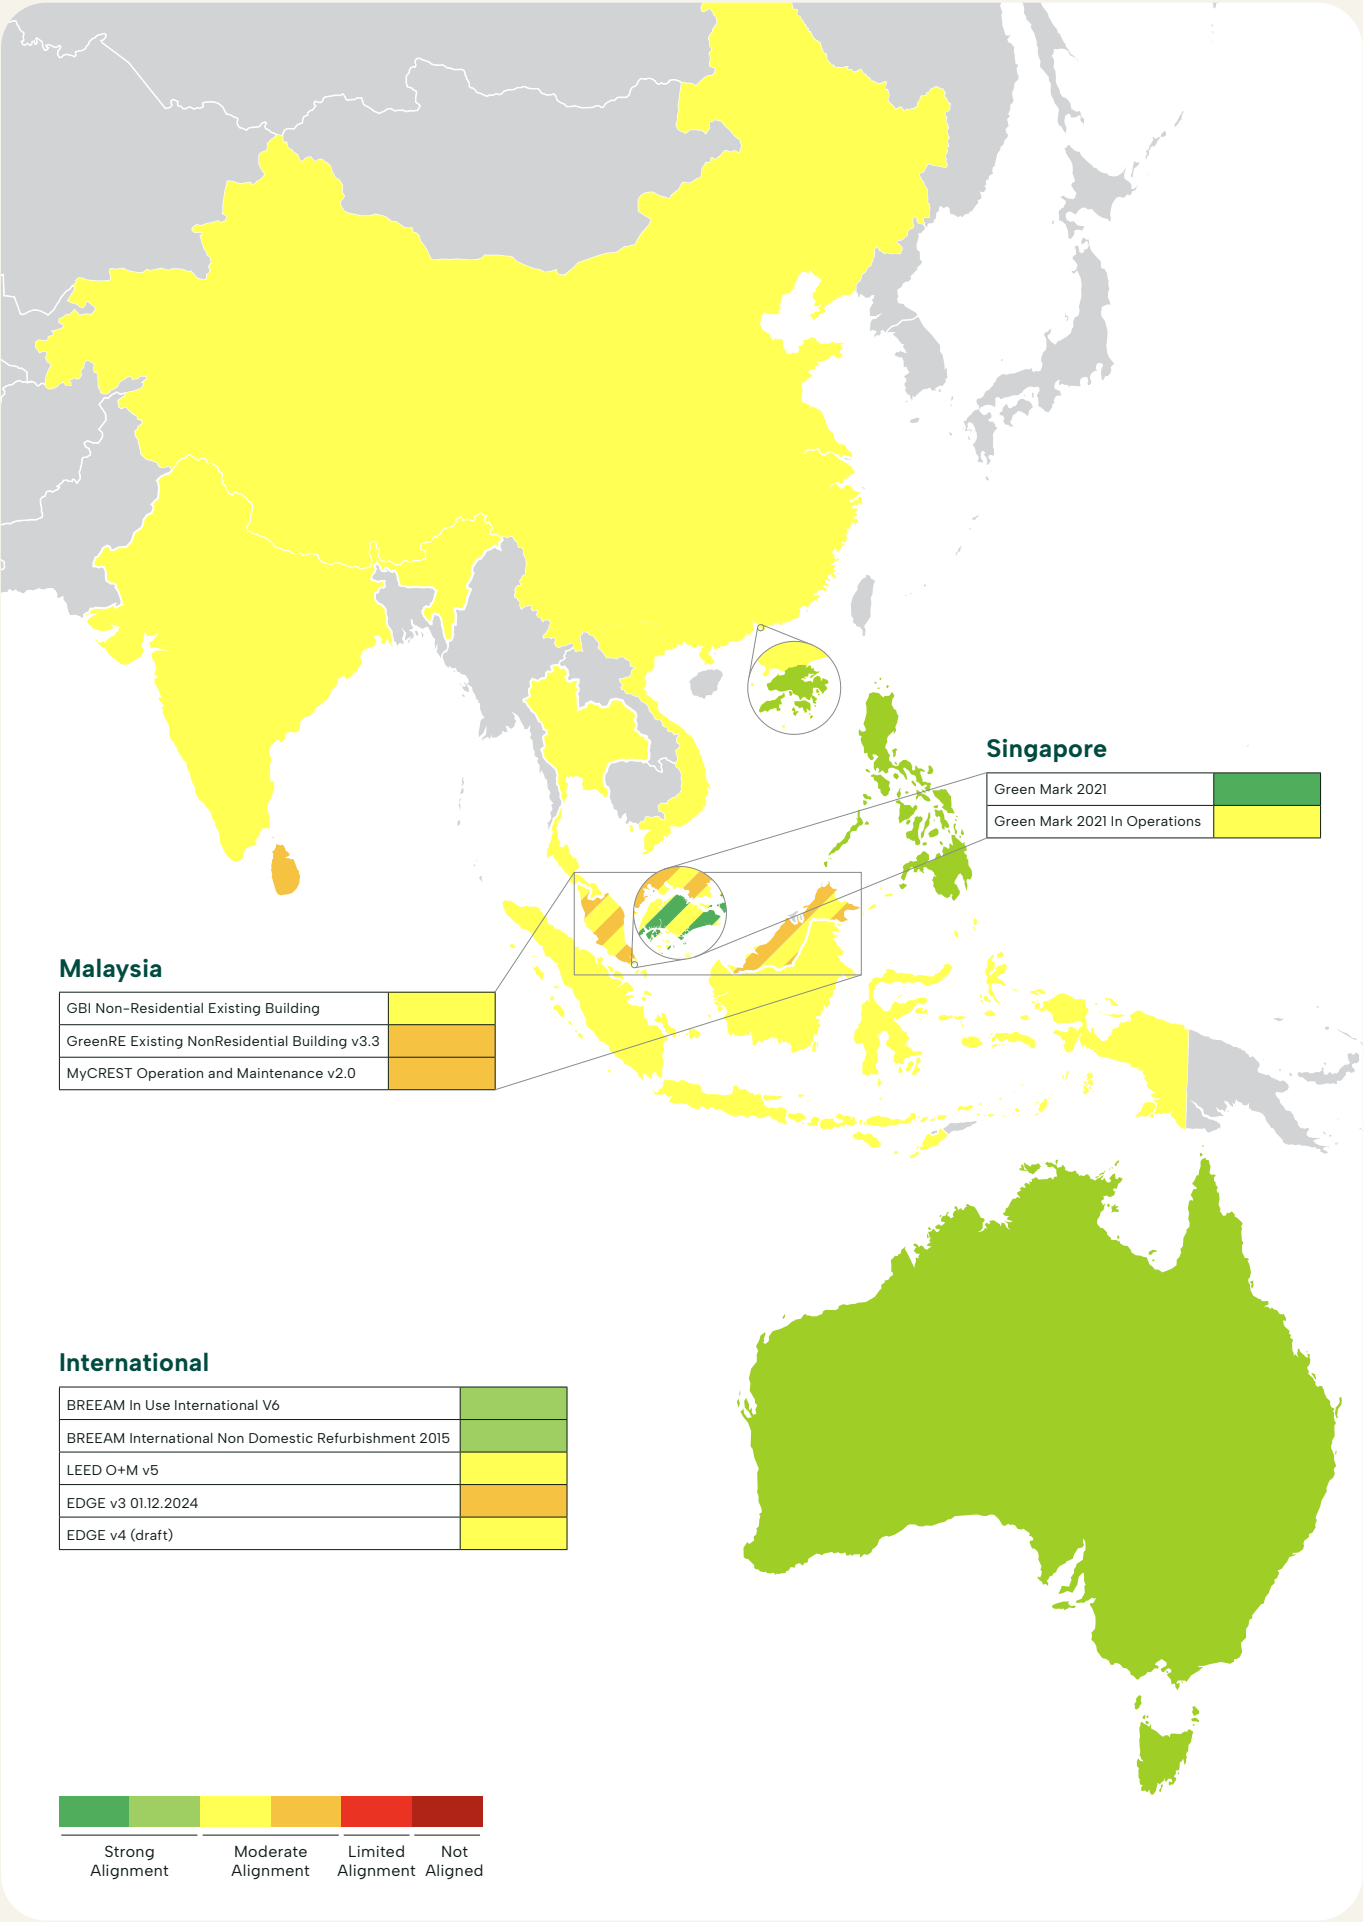 Singapore
Green Mark 2021
Green Mark 2021 In Operations
Malaysia
GBI Non-Residential Existing Building
GreenRE Existing NonResidential Building v3.3
MyCREST Operation and Maintenance v2.0
International
BREEAM In Use International V6
BREEAM International Non Domestic Refurbishment 2015
LEED O+M v5
EDGE v3 01.12.2024
EDGE v4 (draft)
Strong
Alignment
Moderate
Alignment
Limited
Alignment
Not
Aligned